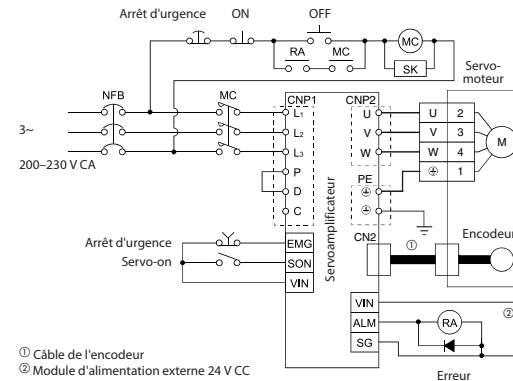 Arrêt d'urgence ON OFF
RA MC
MC
SK
Servo-
moteur
NFB MC
CNP1 CNP2
3~
L1 U U 2
L2 V V 3
L3 W W 4
M
200–230 V CA
P PE
D ⏚ ⏚ 1
C ⏚
Servoamplificateur
CN2
①
Encodeur
Arrêt d'urgence EMG
Servo-on SON
VIN
VIN
②
ALM RA
SG
① Câble de l'encodeur
② Module d'alimentation externe 24 V CC
Erreur